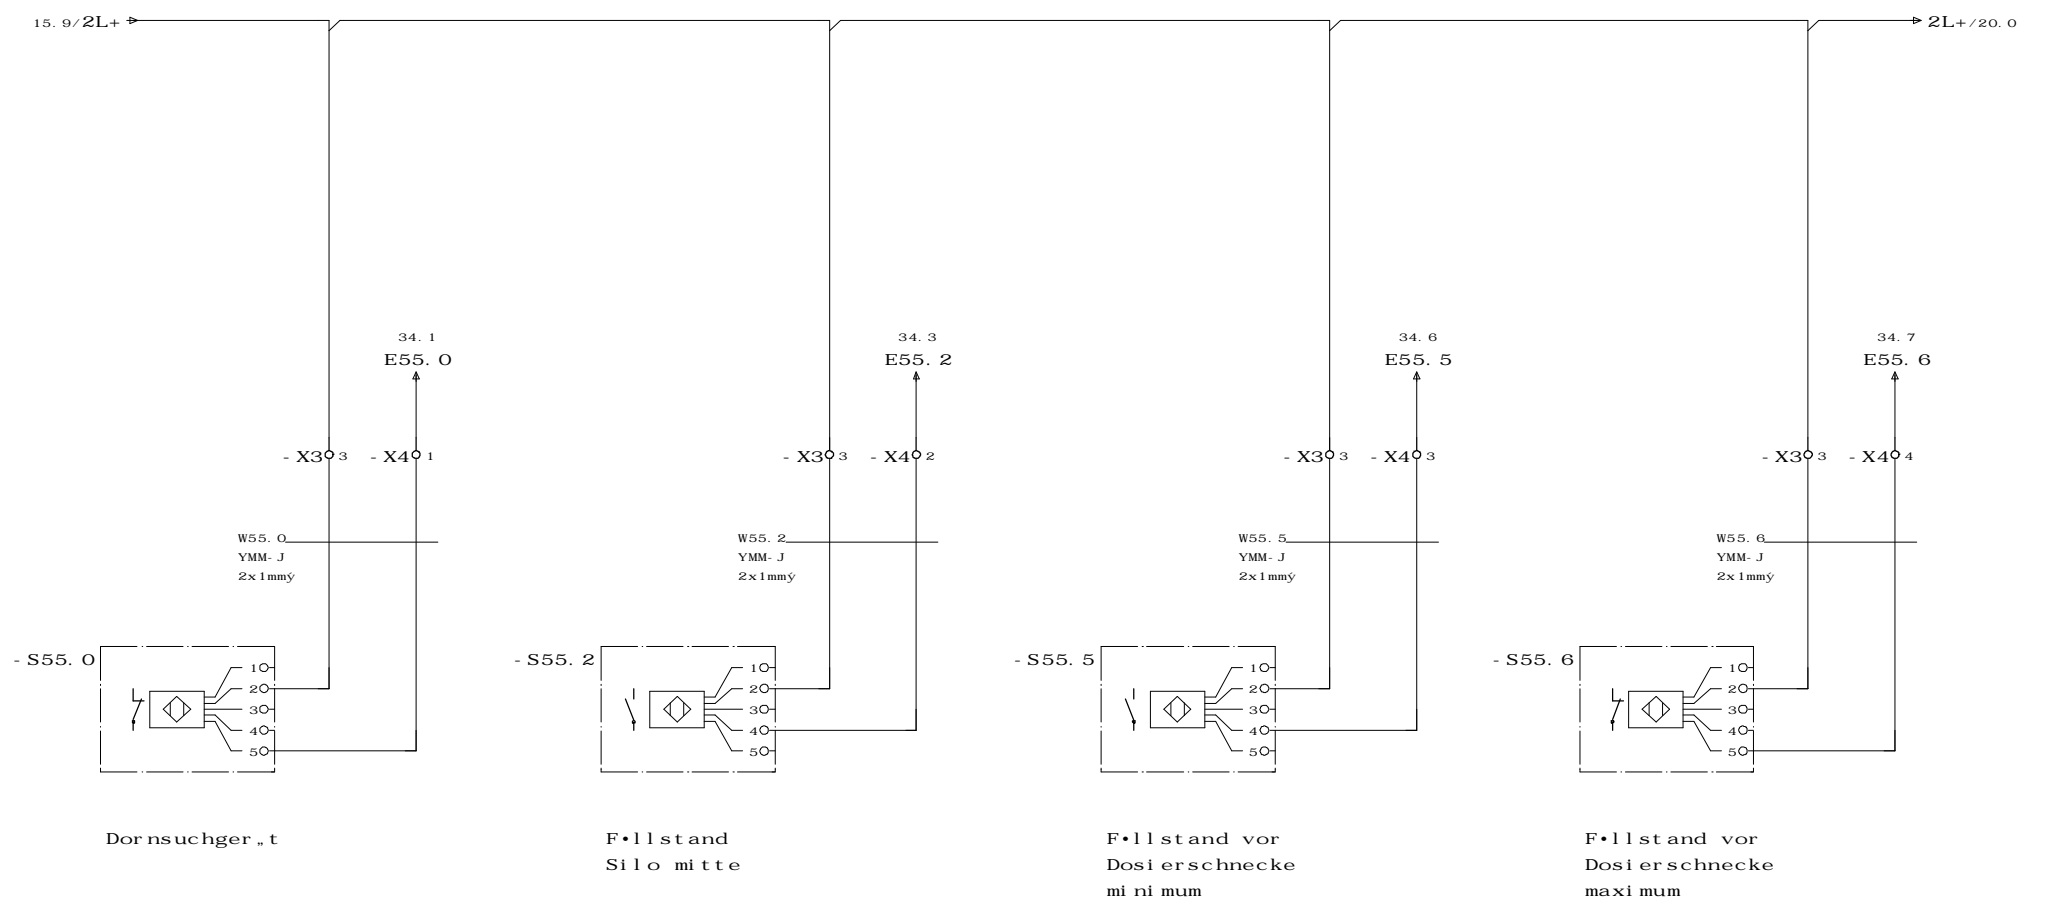 15.9/2L+
2L+/20.0
34.1
E55.0
34.3
E55.2
34.6
E55.5
34.7
E55.6
-X3 3 -X4 1
-X3 3 -X4 2
-X3 3 -X4 3
-X3 3 -X4 4
W55.0
YMM-J
2x1mmý
W55.2
YMM-J
2x1mmý
W55.5
YMM-J
2x1mmý
W55.6
YMM-J
2x1mmý
-S55.0
1
2
3
4
5
-S55.2
1
2
3
4
5
-S55.5
1
2
3
4
5
-S55.6
1
2
3
4
5
Dornsuchger„t
F•llstand
Silo mitte
F•llstand vor
Dosierschnecke
minimum
F•llstand vor
Dosierschnecke
maximum